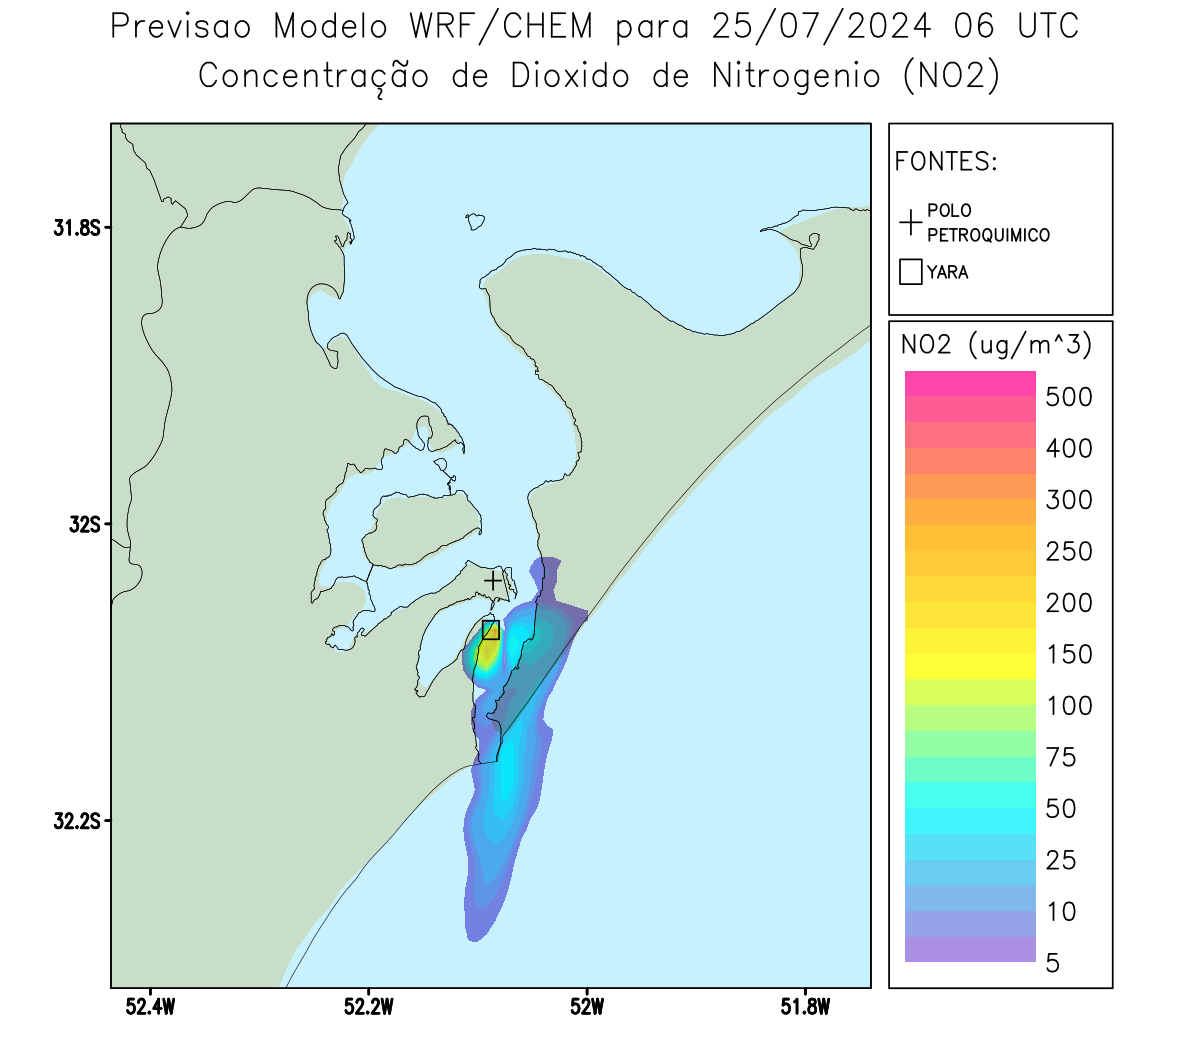 Previsao Modelo WRF/CHEM para 25/07/2024 06 UTC
Concentração de Dioxido de Nitrogenio (NO2)
FONTES:
POLO
PETROQUIMICO
YARA
31.8S
32S
32.2S
52.4W
52.2W
52W
51.8W
NO2 (ug/m^3)
500
400
300
250
200
150
100
75
50
25
10
5